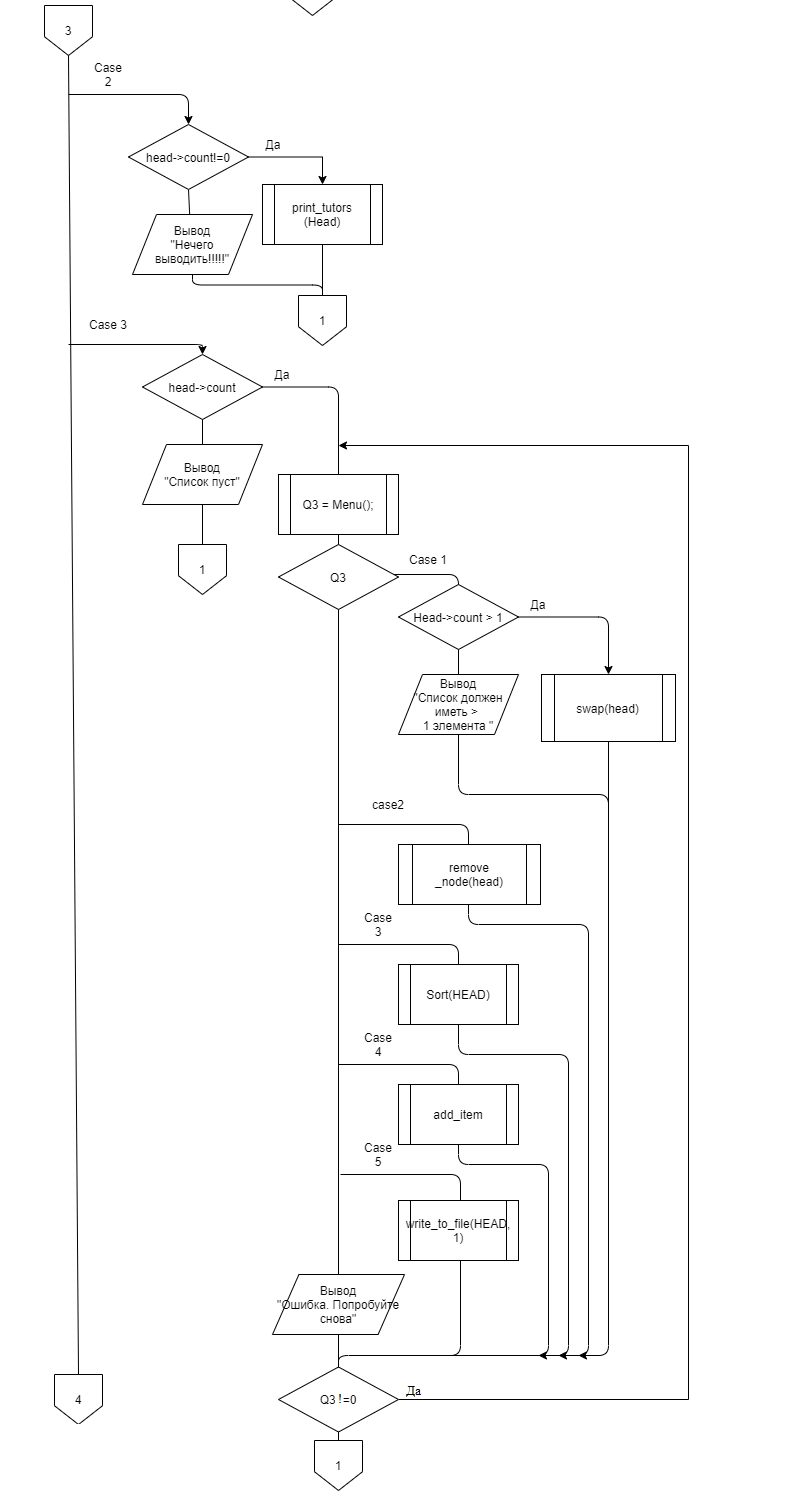 3
Case
2
head->count!=0
Да
print_tutors
(Head)
Вывод
"Нечего
выводить!!!!!"
1
Case 3
head->count
Да
Вывод
"Список пуст"
1
Q3 = Menu();
Q3
Case 1
Head->count > 1
Да
Вывод
"Список должен
иметь >
1 элемента "
swap(head)
case2
remove
_node(head)
Case
3
Sort(HEAD)
Case
4
add_item
Case
5
write_to_file(HEAD,
1)
Вывод
"Ошибка. Попробуйте
снова"
Q3!=0
Да
4
1